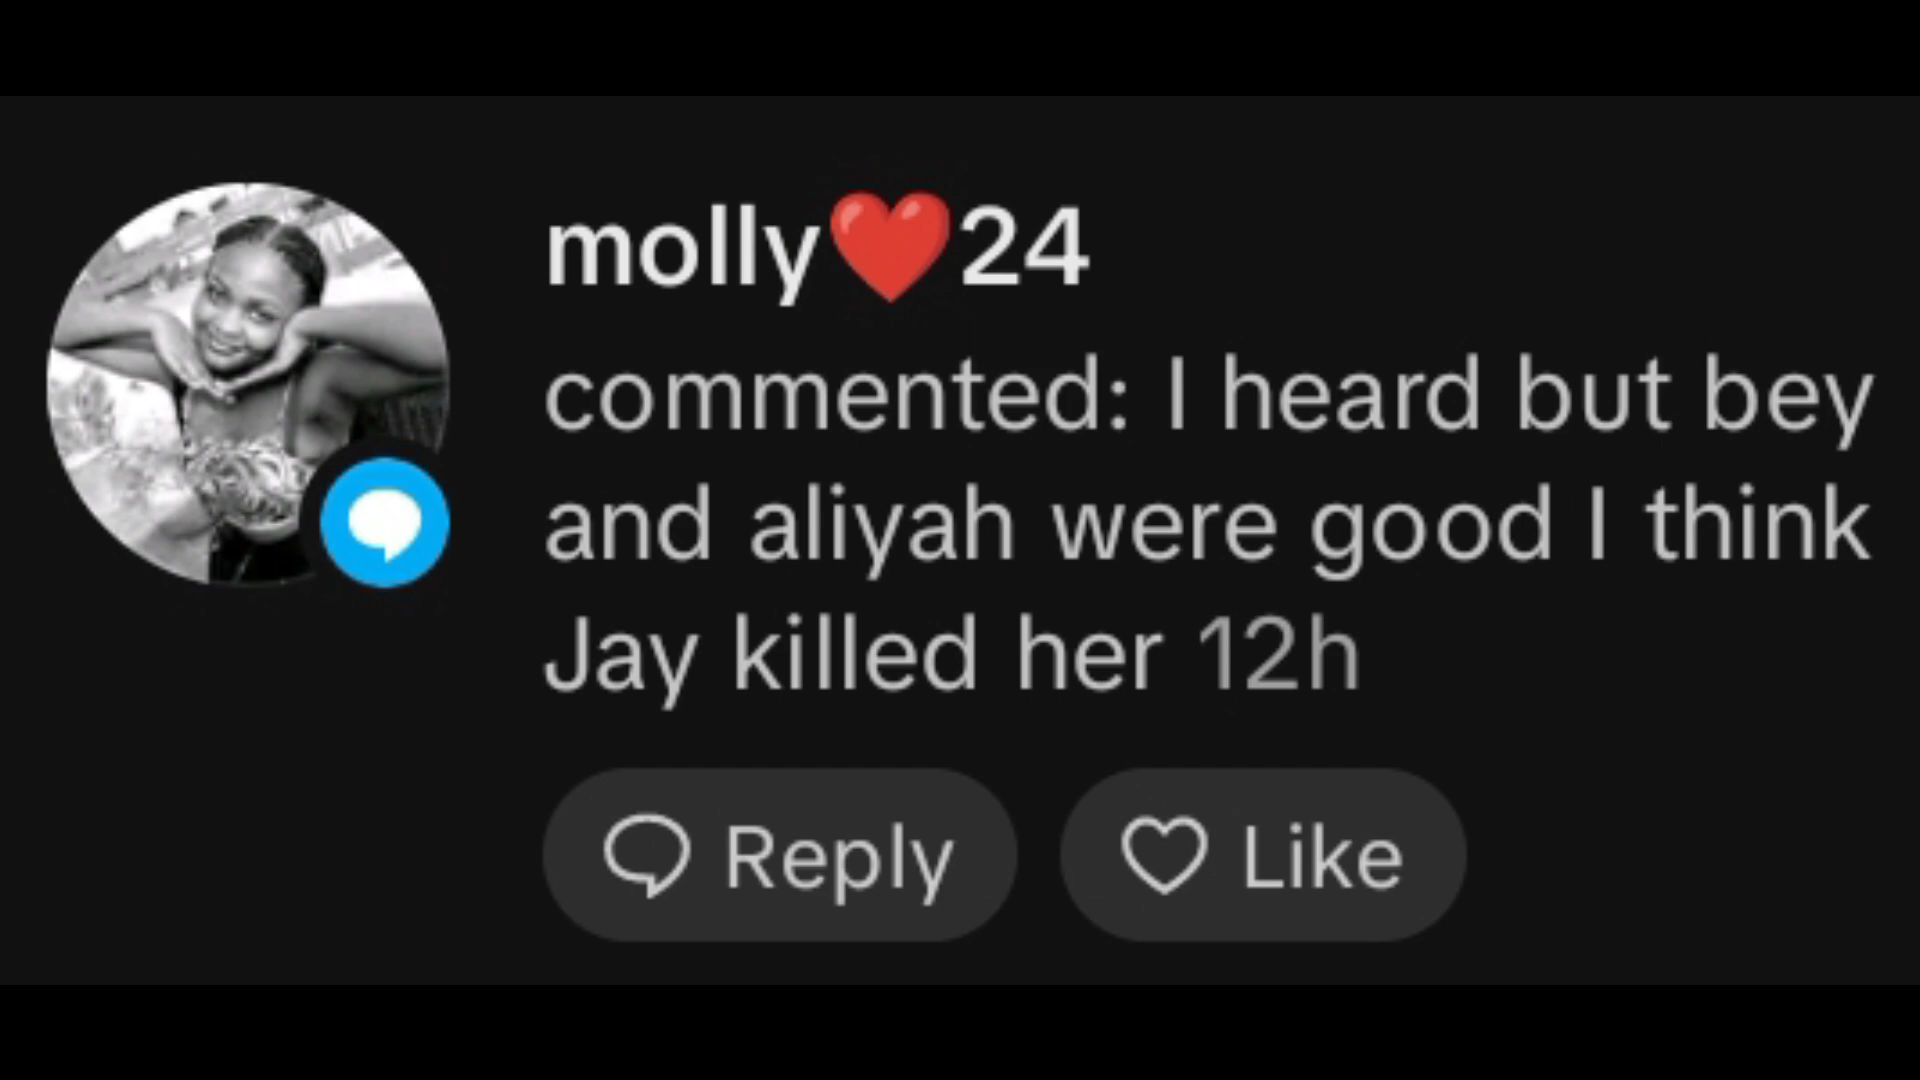 molly❤️24
commented: I heard but bey
and aliyah were good I think
Jay killed her 12h
Reply
Like